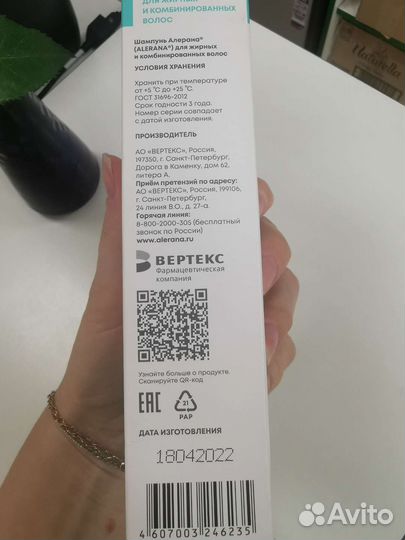 ДЛЯ ЖИРНЫХ
И КОМБИНИРОВАННЫХ
ВОЛОС
Шампунь Алерана®
(ALERANA®) для жирных
и комбинированных волос
УСЛОВИЯ ХРАНЕНИЯ
Хранить при температуре
от +5 °С до +25 °С.
ГОСТ 31696-2012
Срок годности 3 года.
Номер серии совпадает
с датой изготовления.
ПРОИЗВОДИТЕЛЬ
АО «ВЕРТЕКС», Россия,
197350, г. Санкт-Петербург,
Дорога в Каменку, дом 62,
литера А.
Приём претензий по адресу:
АО «ВЕРТЕКС», Россия, 199106,
г. Санкт-Петербург,
24 линия В.О., д. 27-а.
Горячая линия:
8-800-2000-305 (бесплатный
звонок по России)
www.alerana.ru
ВЕРТЕКС
Фармацевтическая
компания
Узнайте больше о продукте.
Сканируйте QR-код
EAC
21
PAP
ДАТА ИЗГОТОВЛЕНИЯ
18042022
4 607003 246235
Naturella
Avito